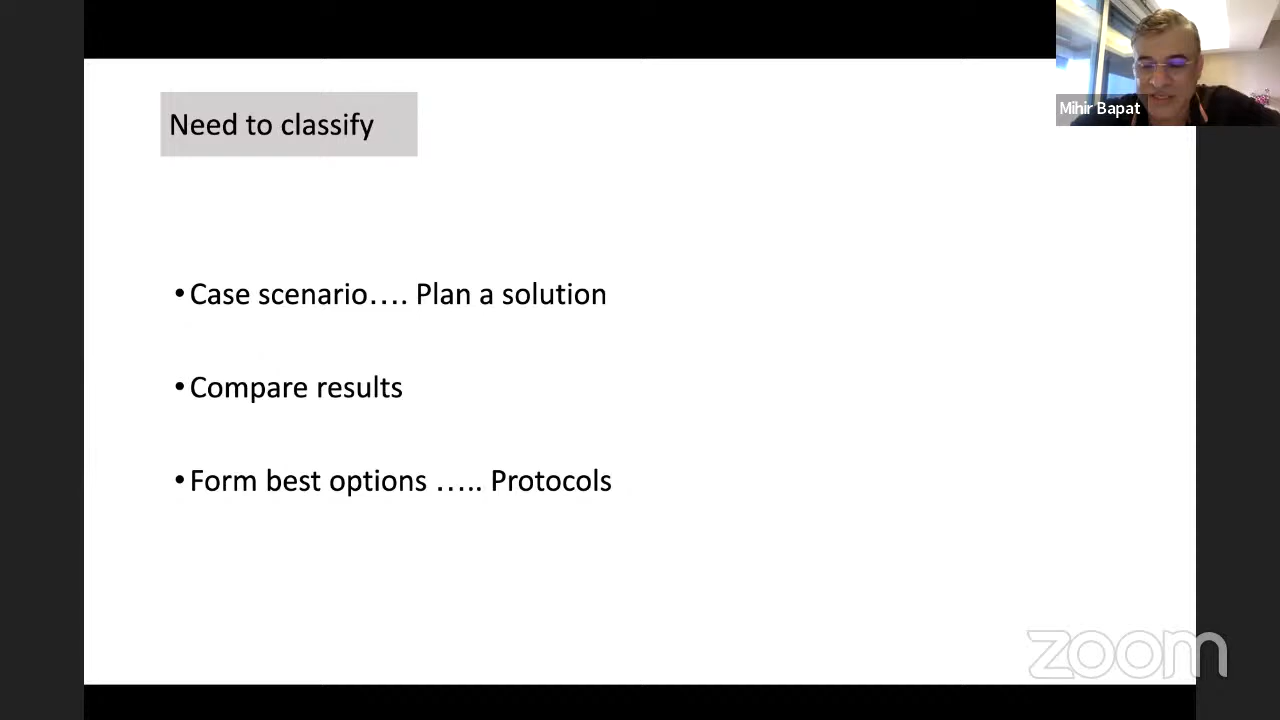 Mihir Bapat
Need to classify
•Case scenario…. Plan a solution
•Compare results
•Form best options ….. Protocols
zoom